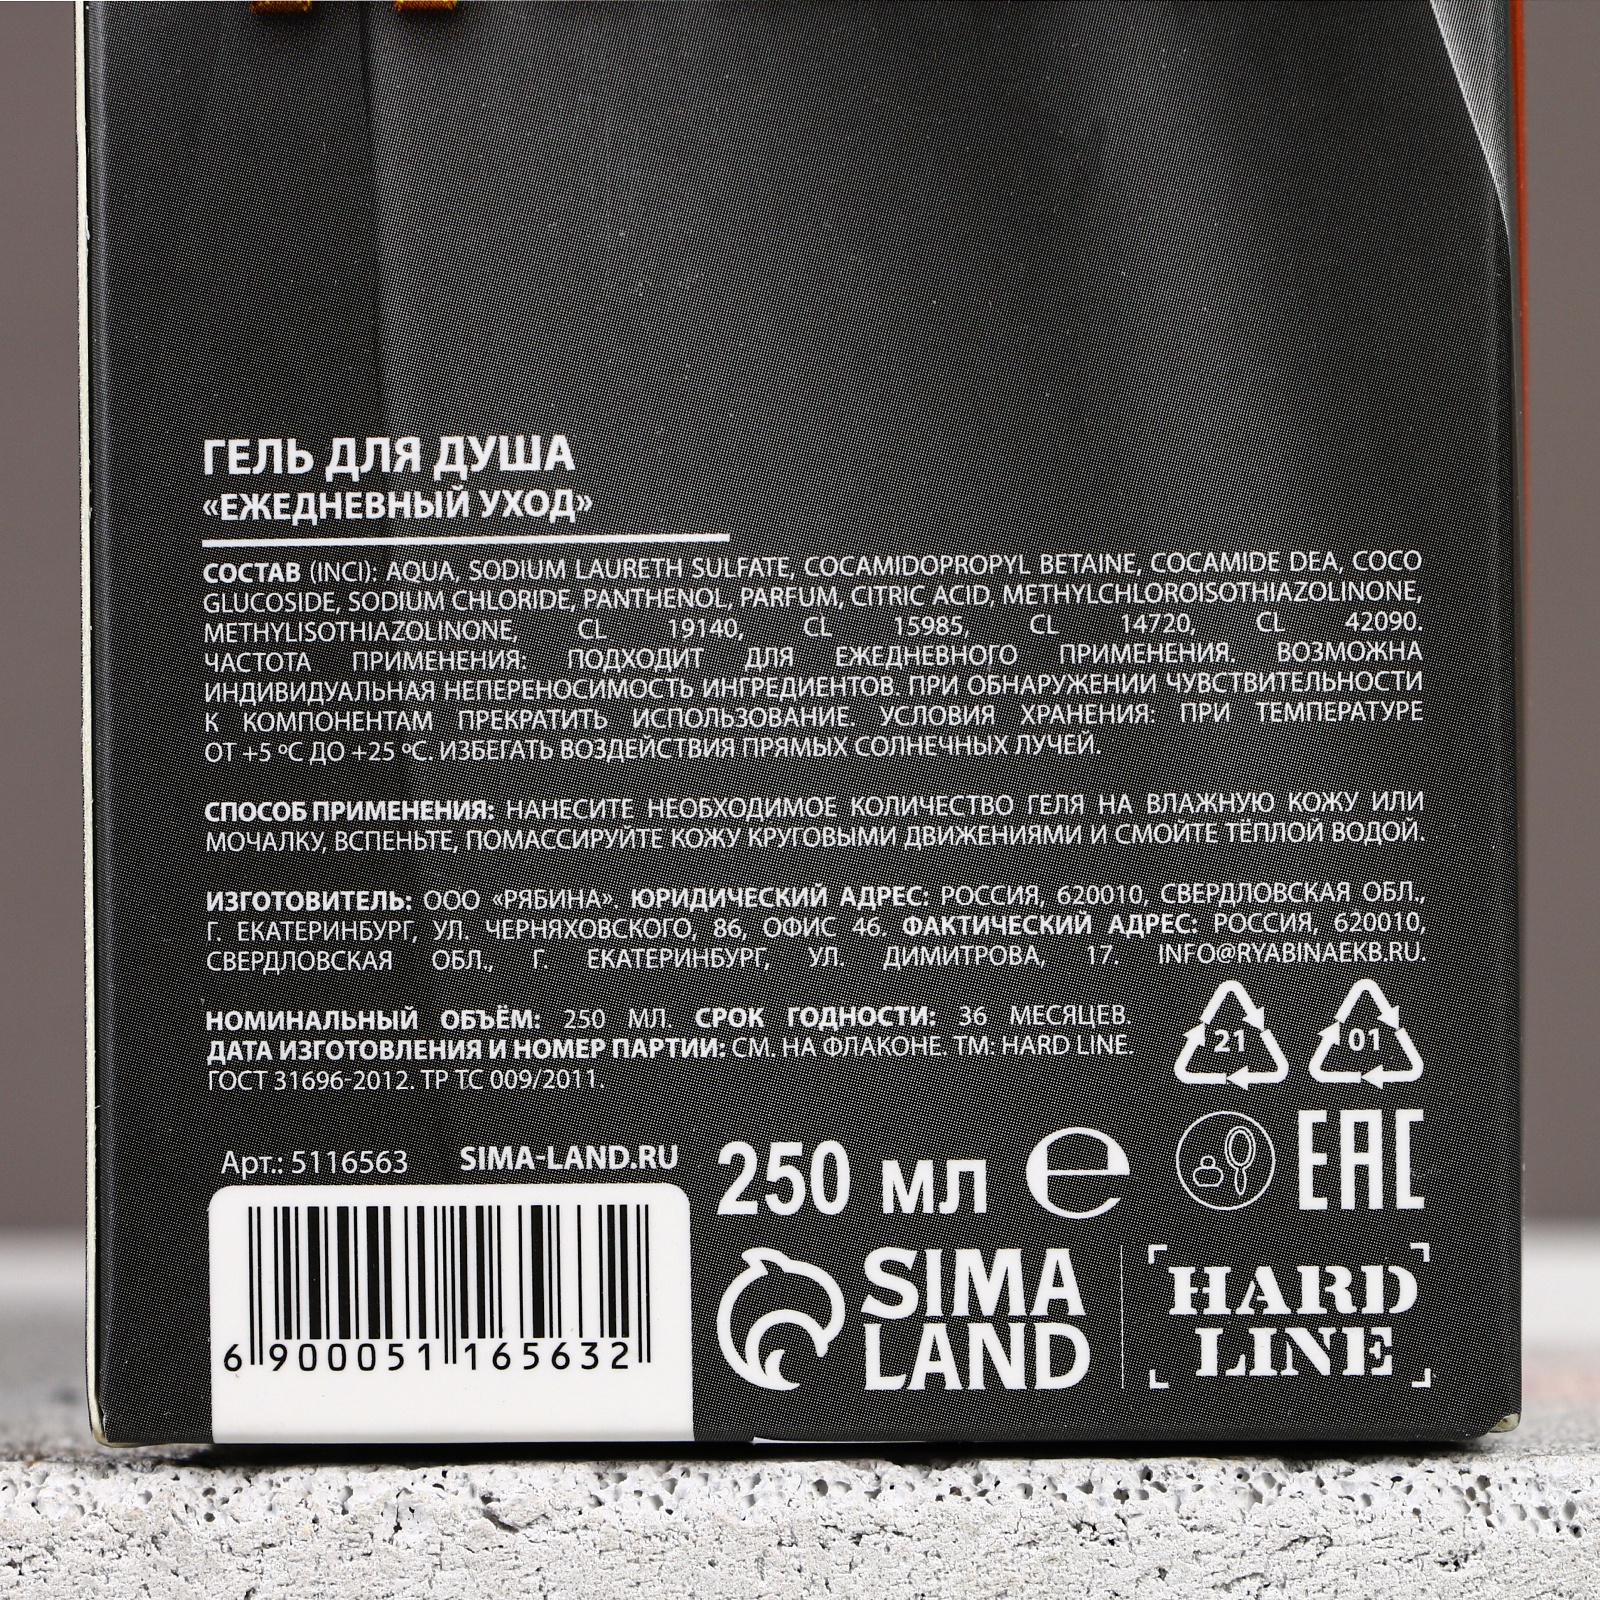 ГЕЛЬ ДЛЯ ДУША
«ЕЖЕДНЕВНЫЙ УХОД»
СОСТАВ (INCI): AQUA, SODIUM LAURETH SULFATE, COCAMIDOPROPYL BETAINE, COCAMIDE DEA, COCO
GLUCOSIDE, SODIUM CHLORIDE, PANTHENOL, PARFUM, CITRIC ACID, METHYLCHLOROISOTHIAZOLINONE,
METHYLISOTHIAZOLINONE, CL 19140, CL 15985, CL 14720, CL 42090.
ЧАСТОТА ПРИМЕНЕНИЯ: ПОДХОДИТ ДЛЯ ЕЖЕДНЕВНОГО ПРИМЕНЕНИЯ. ВОЗМОЖНА
ИНДИВИДУАЛЬНАЯ НЕПЕРЕНОСИМОСТЬ ИНГРЕДИЕНТОВ. ПРИ ОБНАРУЖЕНИИ ЧУВСТВИТЕЛЬНОСТИ
К КОМПОНЕНТАМ ПРЕКРАТИТЬ ИСПОЛЬЗОВАНИЕ. УСЛОВИЯ ХРАНЕНИЯ: ПРИ ТЕМПЕРАТУРЕ
ОТ +5 ºС ДО +25 ºС. ИЗБЕГАТЬ ВОЗДЕЙСТВИЯ ПРЯМЫХ СОЛНЕЧНЫХ ЛУЧЕЙ.
СПОСОБ ПРИМЕНЕНИЯ: НАНЕСИТЕ НЕОБХОДИМОЕ КОЛИЧЕСТВО ГЕЛЯ НА ВЛАЖНУЮ КОЖУ ИЛИ
МОЧАЛКУ, ВСПЕНЬТЕ, ПОМАССИРУЙТЕ КОЖУ КРУГОВЫМИ ДВИЖЕНИЯМИ И СМОЙТЕ ТЁПЛОЙ ВОДОЙ.
ИЗГОТОВИТЕЛЬ: ООО «РЯБИНА». ЮРИДИЧЕСКИЙ АДРЕС: РОССИЯ, 620010, СВЕРДЛОВСКАЯ ОБЛ.,
Г. ЕКАТЕРИНБУРГ, УЛ. ЧЕРНЯХОВСКОГО, 86, ОФИС 46. ФАКТИЧЕСКИЙ АДРЕС: РОССИЯ, 620010,
СВЕРДЛОВСКАЯ ОБЛ., Г. ЕКАТЕРИНБУРГ, УЛ. ДИМИТРОВА, 17. INFO@RYABINAEKB.RU.
НОМИНАЛЬНЫЙ ОБЪЁМ: 250 МЛ. СРОК ГОДНОСТИ: 36 МЕСЯЦЕВ.
ДАТА ИЗГОТОВЛЕНИЯ И НОМЕР ПАРТИИ: СМ. НА ФЛАКОНЕ. ТМ: HARD LINE.
ГОСТ 31696-2012. ТР ТС 009/2011.
21 01
Арт.: 5116563 SIMA-LAND.RU
250 мл ℮ EAC
6 900051 165632
SIMA
LAND
HARD
LINE